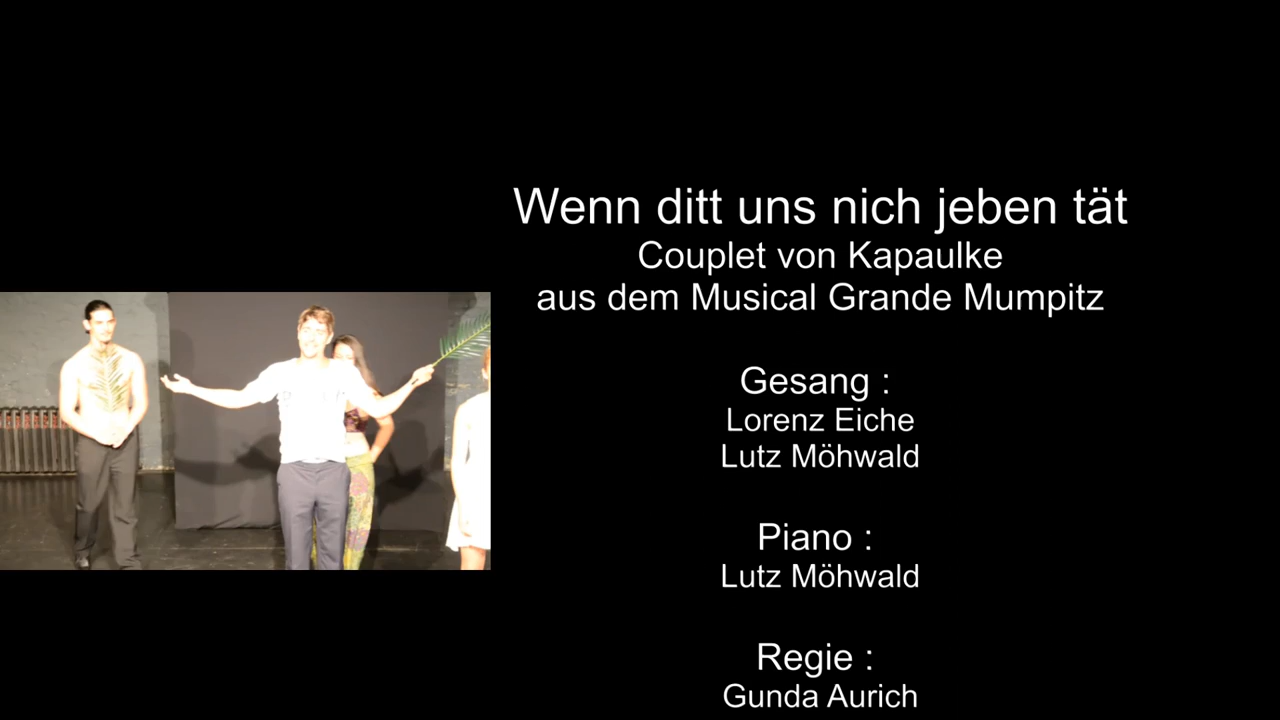 Wenn ditt uns nich jeben tät
Couplet von Kapaulke
aus dem Musical Grande Mumpitz
Gesang :
Lorenz Eiche
Lutz Möhwald
Piano :
Lutz Möhwald
Regie :
Gunda Aurich